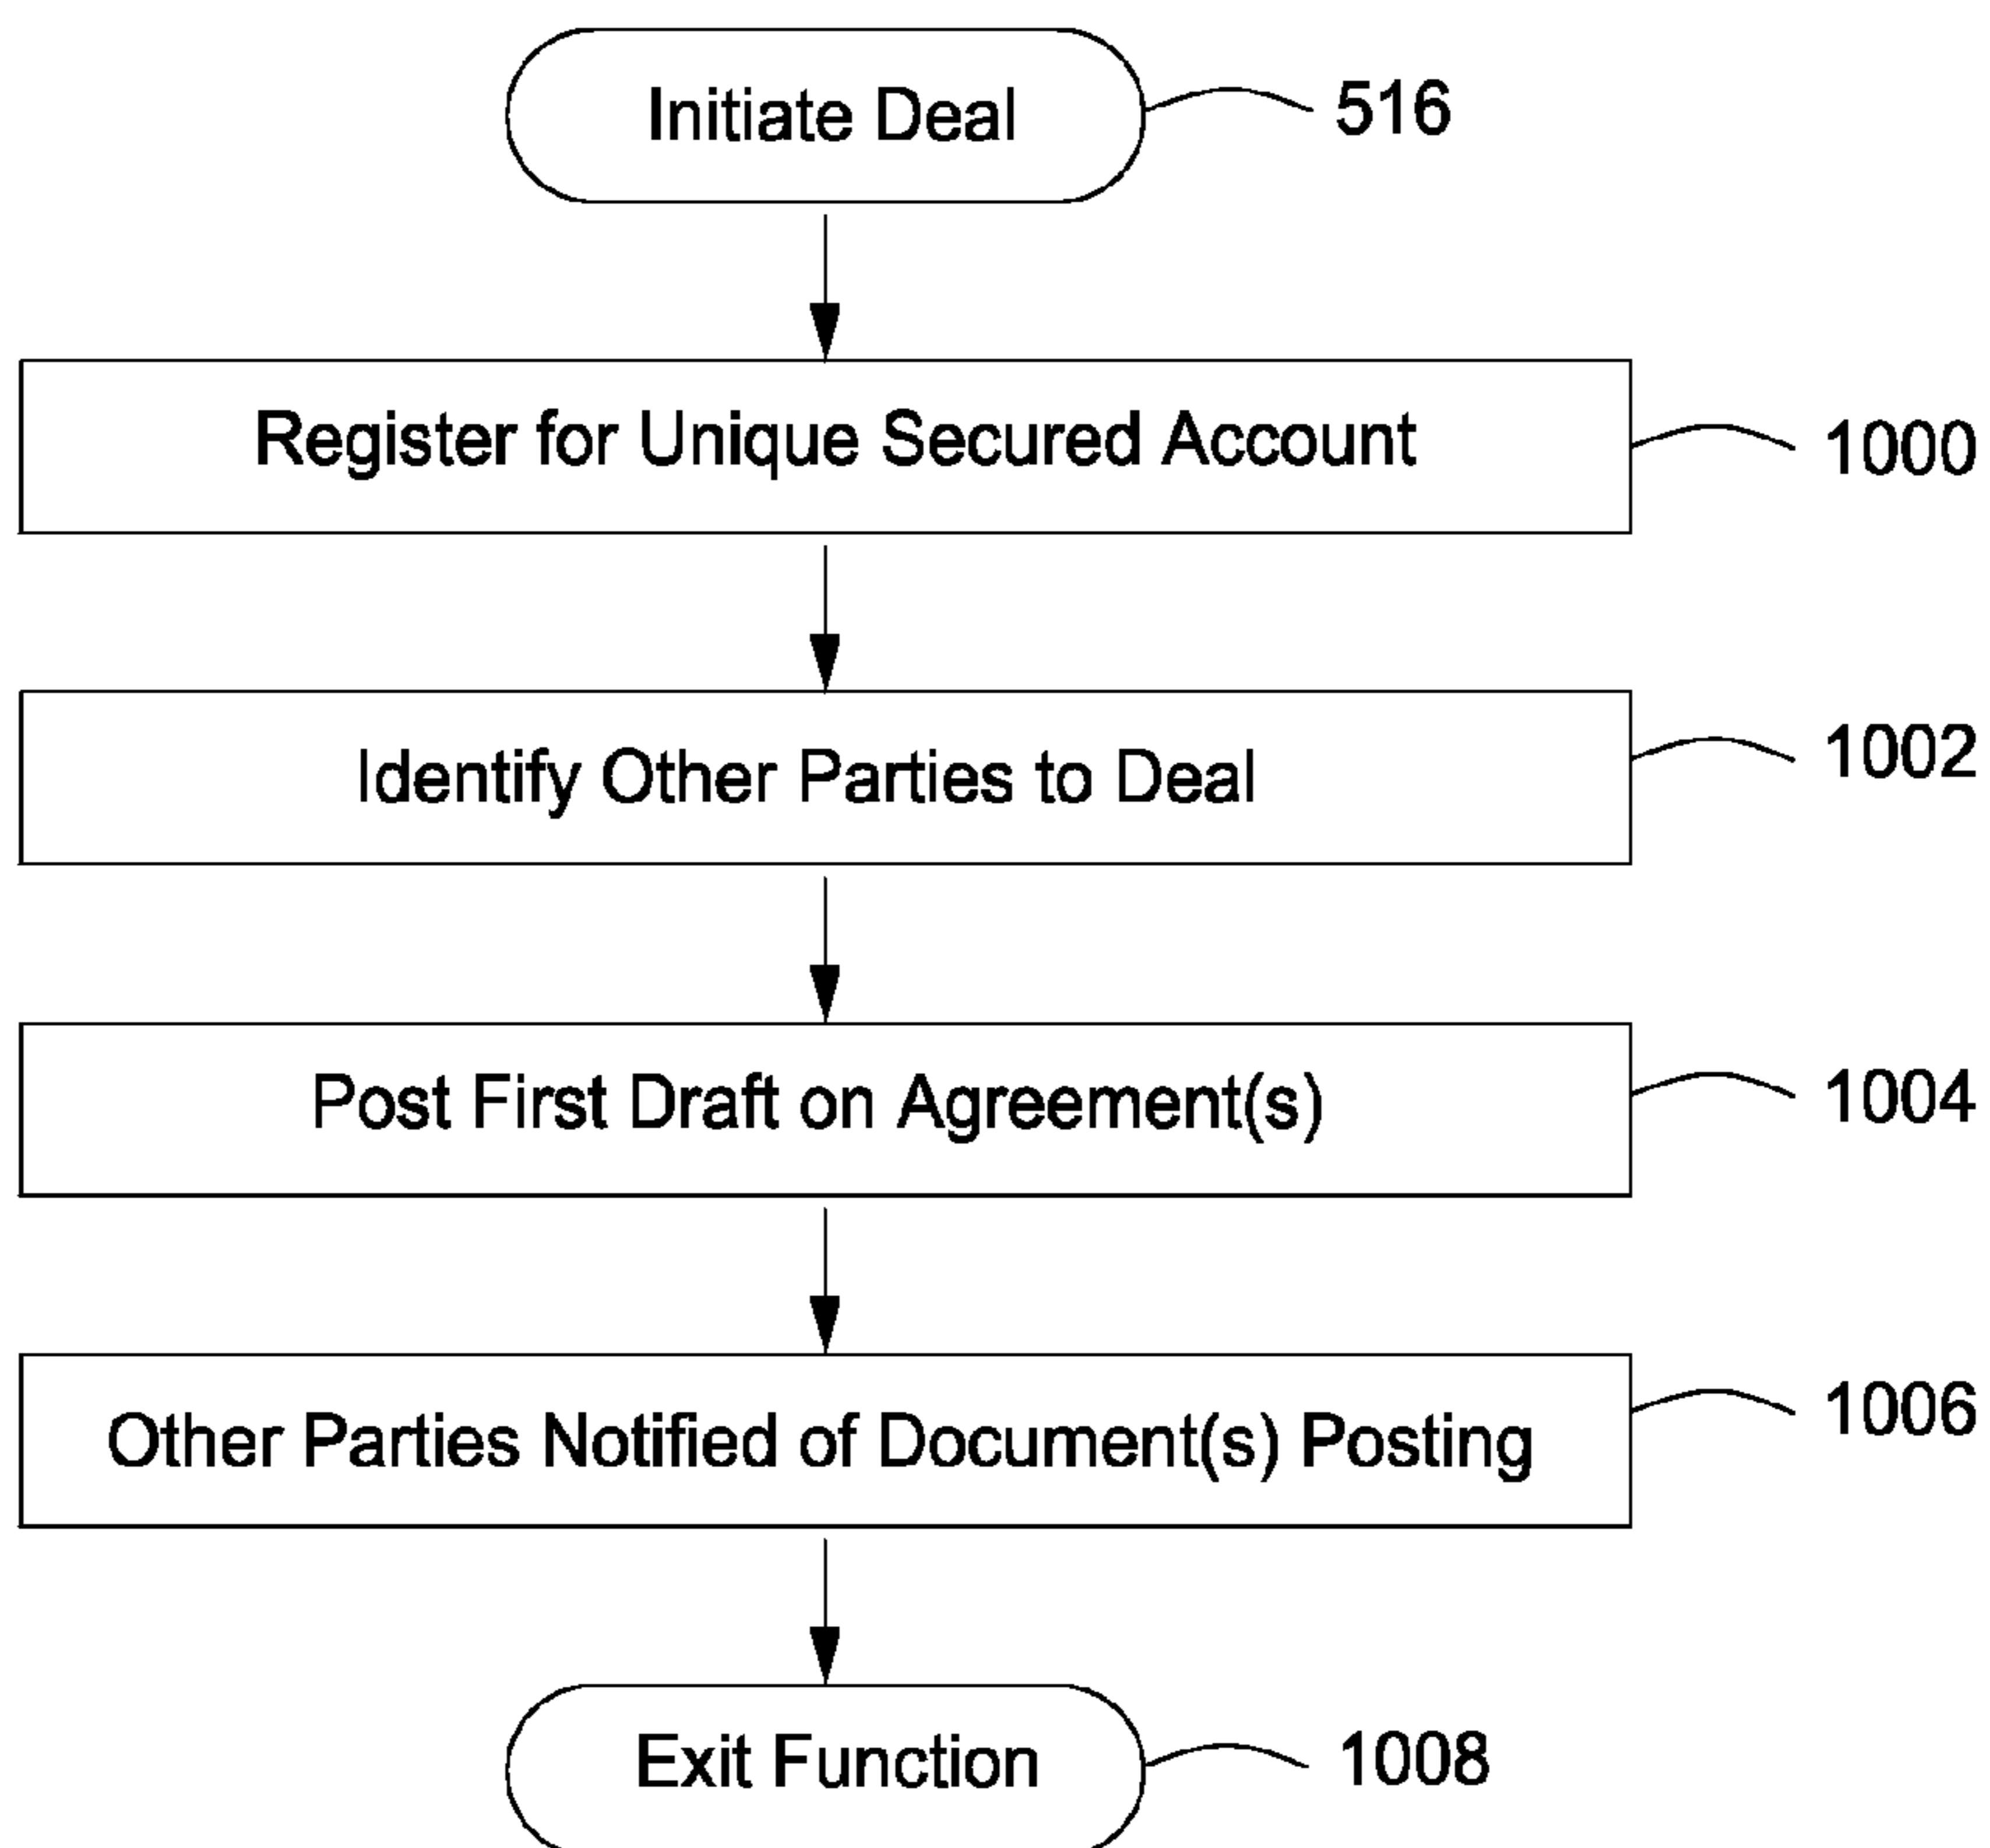 Initiate Deal 516
Register for Unique Secured Account 1000
Identify Other Parties to Deal 1002
Post First Draft on Agreement(s) 1004
Other Parties Notified of Document(s) Posting 1006
Exit Function 1008